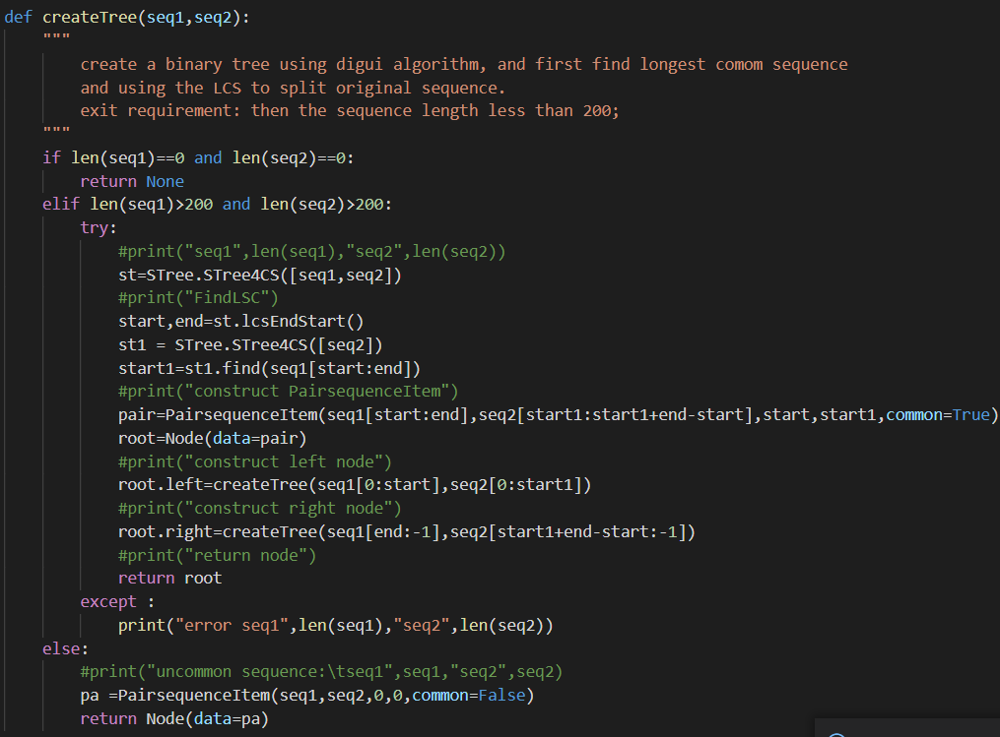 def createTree(seq1,seq2):
    """
        create a binary tree using digui algorithm, and first find longest comom sequence
        and using the LCS to split original sequence.
        exit requirement: then the sequence length less than 200;
    """
    if len(seq1)==0 and len(seq2)==0:
        return None
    elif len(seq1)>200 and len(seq2)>200:
        try:
            #print("seq1",len(seq1),"seq2",len(seq2))
            st=STree.STree4CS([seq1,seq2])
            #print("FindLSC")
            start,end=st.lcsEndStart()
            st1 = STree.STree4CS([seq2])
            start1=st1.find(seq1[start:end])
            #print("construct PairsequenceItem")
            pair=PairsequenceItem(seq1[start:end],seq2[start1:start1+end-start],start,start1,common=True)
            root=Node(data=pair)
            #print("construct left node")
            root.left=createTree(seq1[0:start],seq2[0:start1])
            #print("construct right node")
            root.right=createTree(seq1[end:-1],seq2[start1+end-start:-1])
            #print("return node")
            return root
        except :
            print("error seq1",len(seq1),"seq2",len(seq2))
    else:
        #print("uncommon sequence:\tseq1",seq1,"seq2",seq2)
        pa =PairsequenceItem(seq1,seq2,0,0,common=False)
        return Node(data=pa)